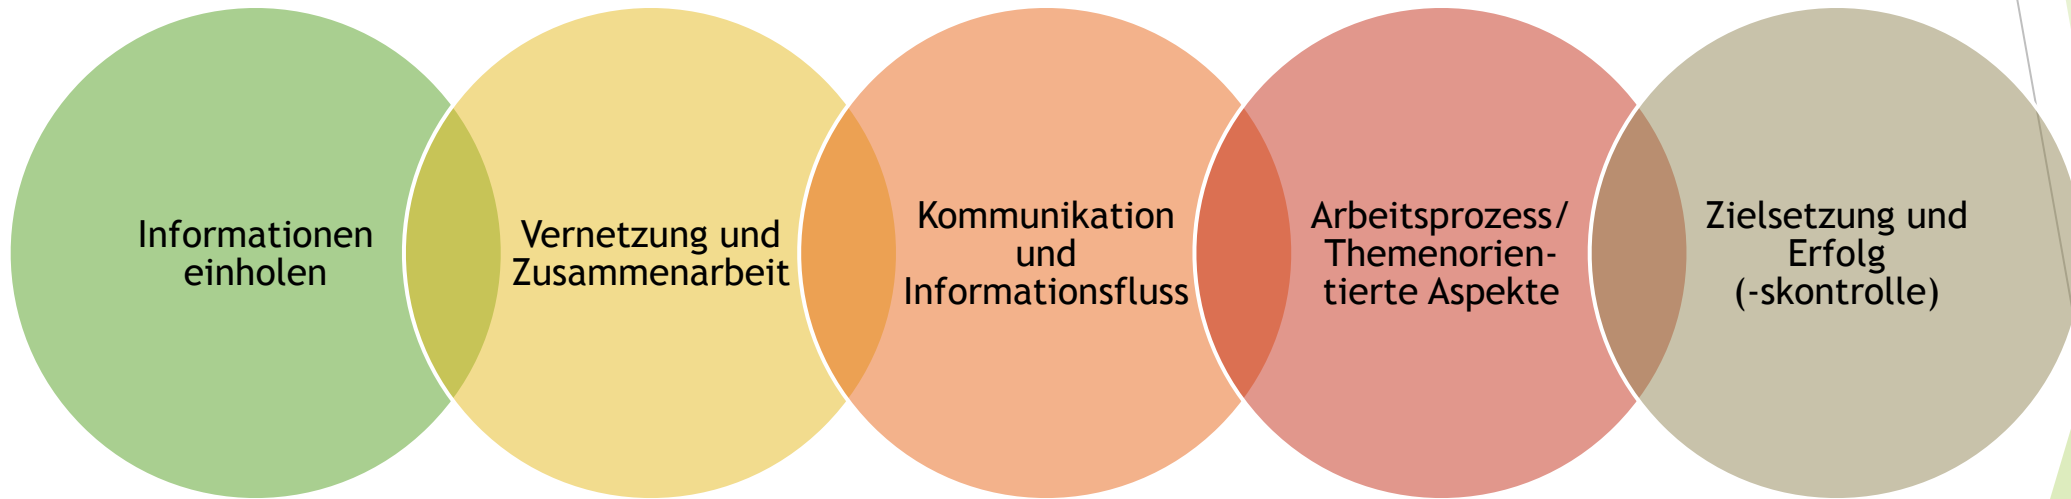 Informationen
einholen
Vernetzung und
Zusammenarbeit
Kommunikation
und
Informationsfluss
Arbeitsprozess/
Themenorien-
tierte Aspekte
Zielsetzung und
Erfolg
(-skontrolle)